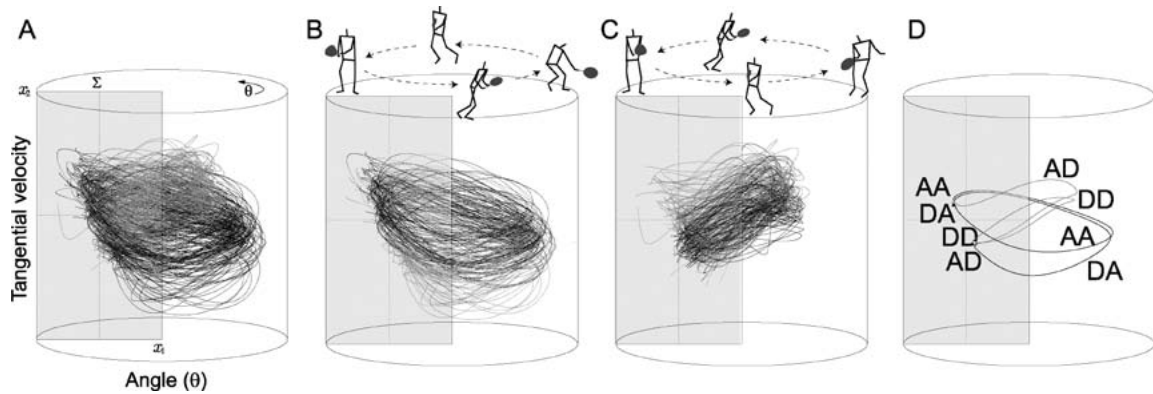 A
B
C
D
Σ
θ
x₂
Tangential velocity
x₁
Angle (θ)
AD
AA
DD
DA
DD
AA
AD
DA